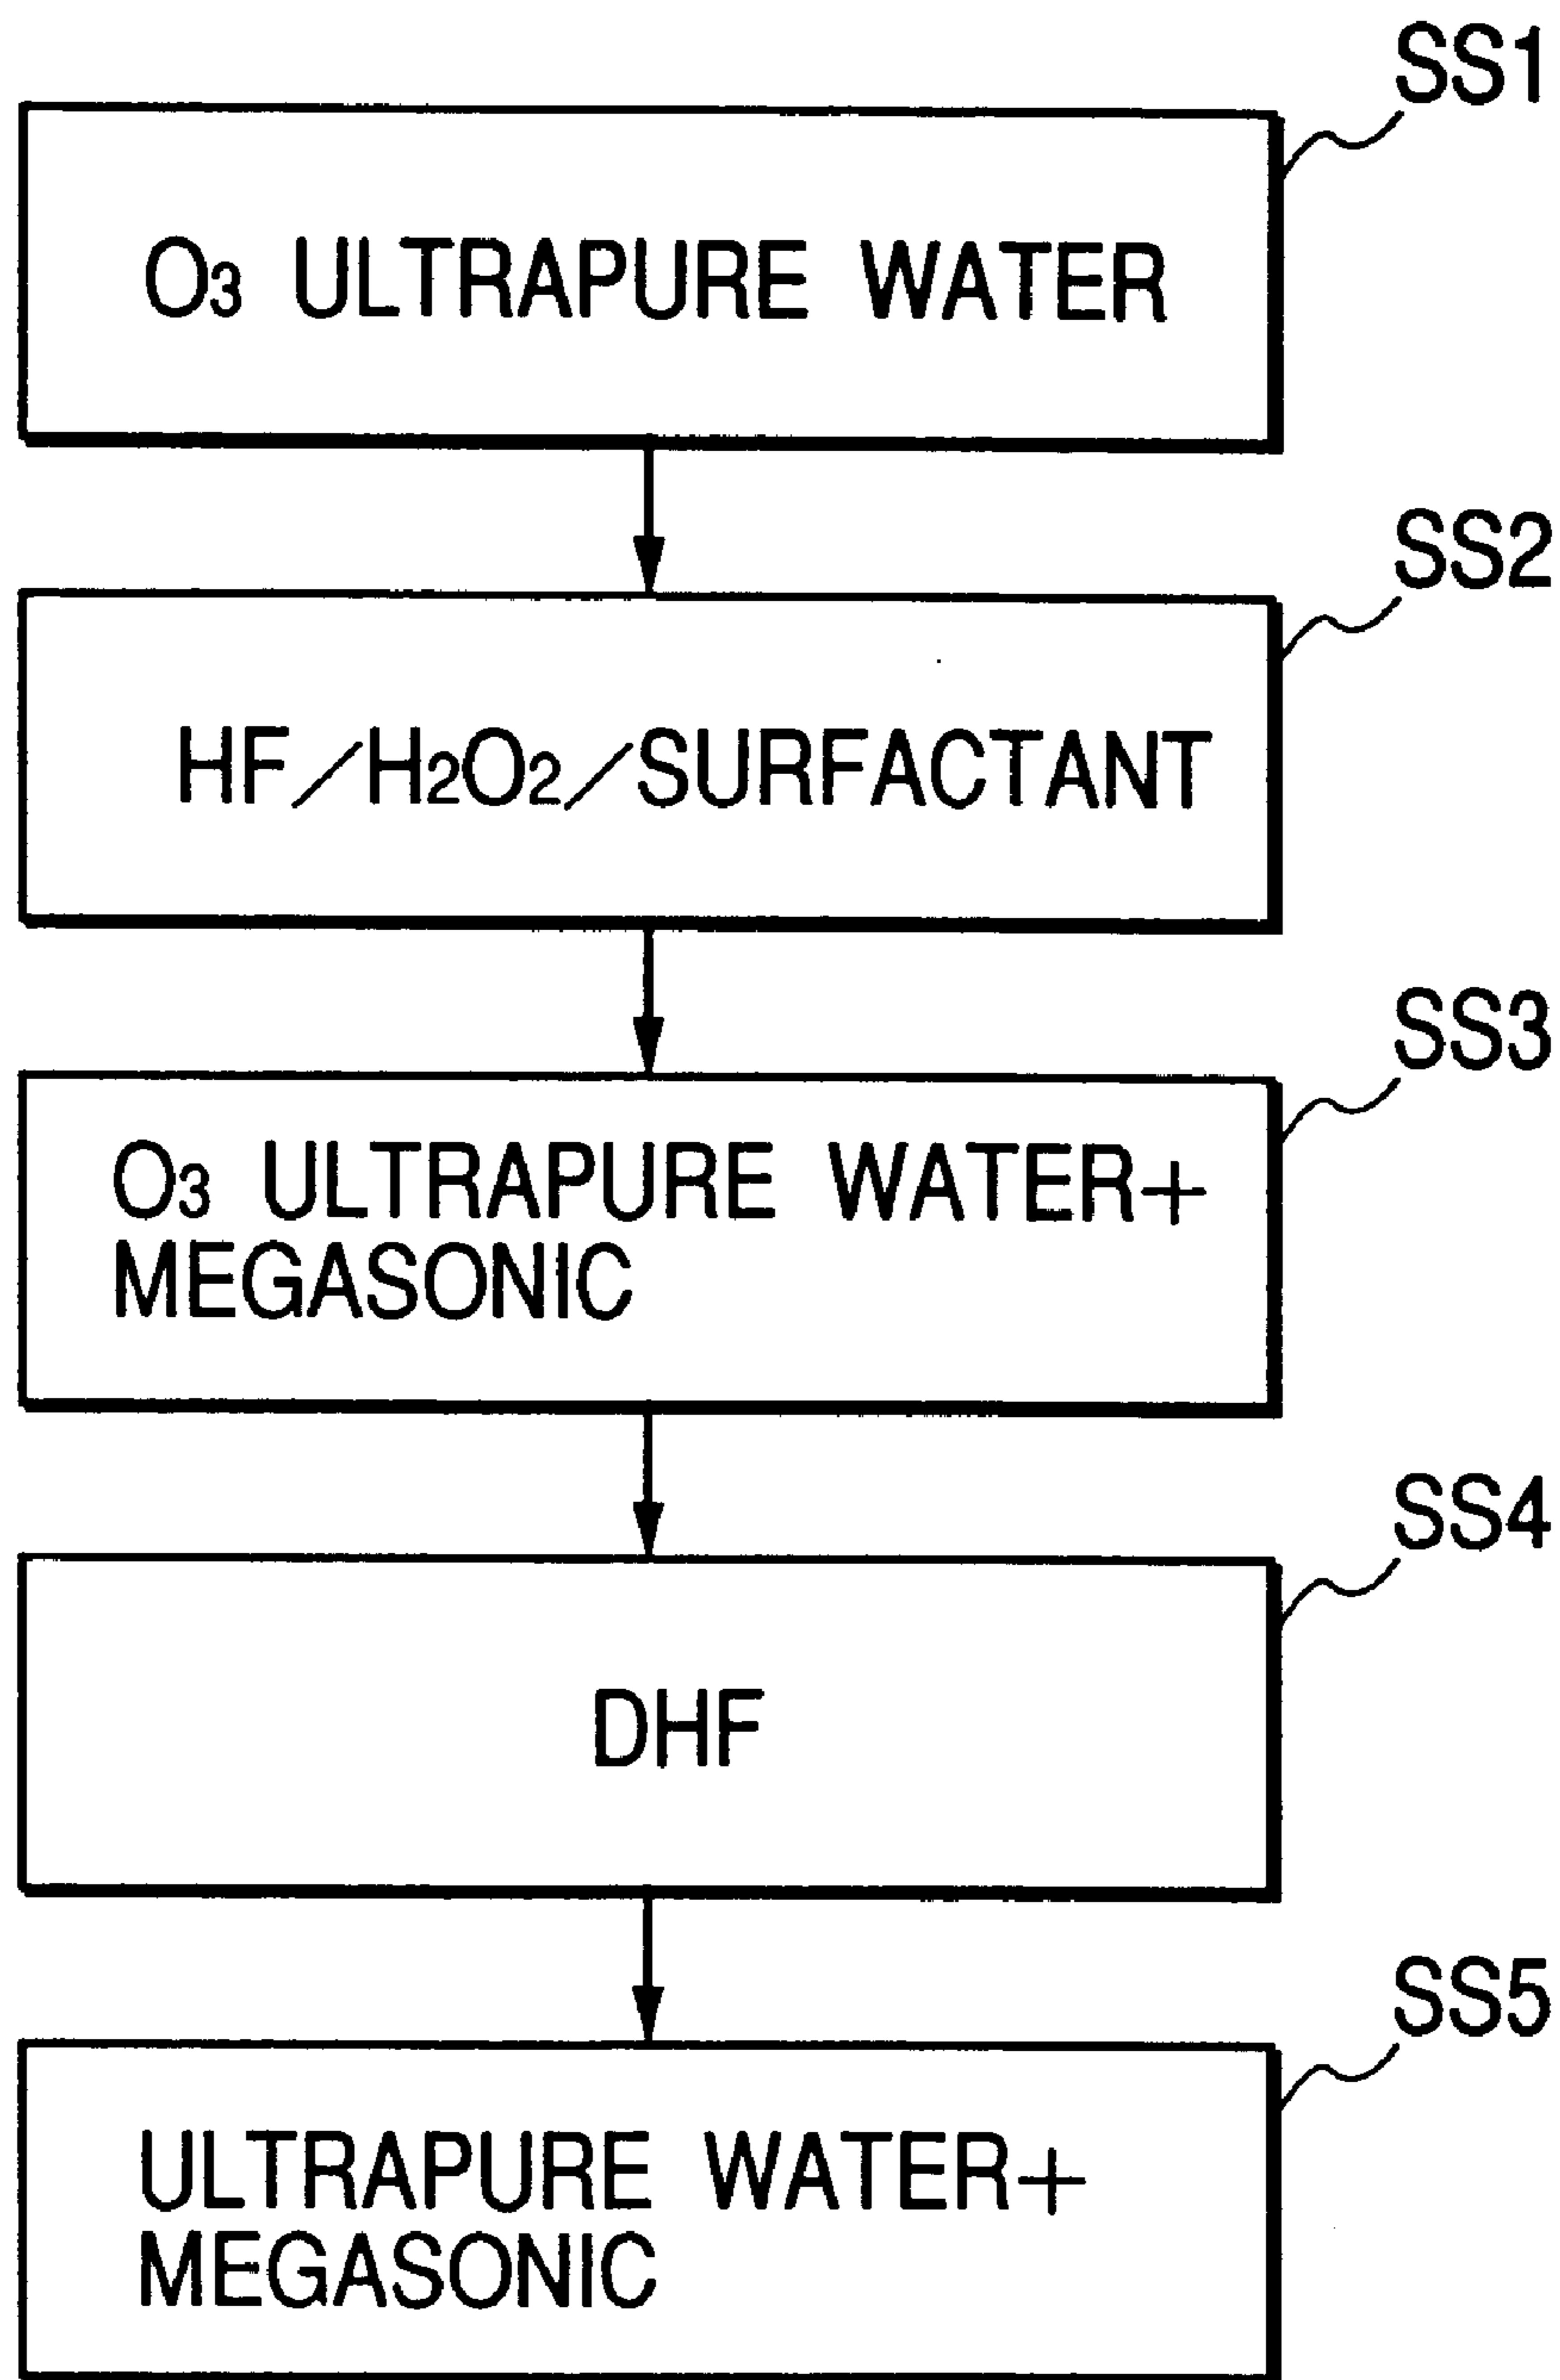 SS1
O3 ULTRAPURE WATER
SS2
HF/H2O2/SURFACTANT
SS3
O3 ULTRAPURE WATER+
MEGASONIC
SS4
DHF
SS5
ULTRAPURE WATER+
MEGASONIC